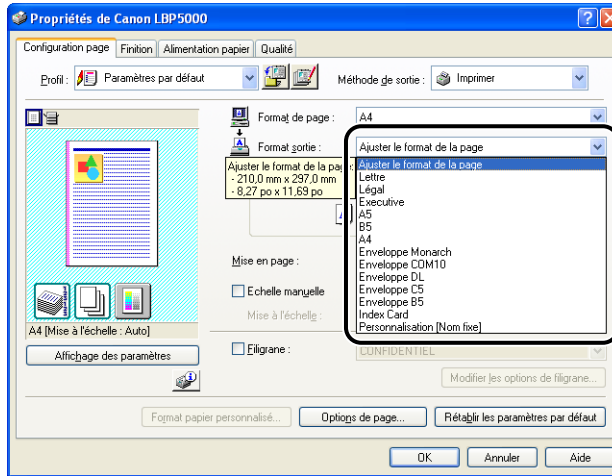 Propriétés de Canon LBP5000
Configuration page Finition Alimentation papier Qualité
Profil : Paramètres par défaut Méthode de sortie : Imprimer
Format de page : A4
Format sortie : Ajuster le format de la page
Ajuster le format de la page
- 210,0 mm x 297,0 mm
- 8,27 po x 11,69 po
Ajuster le format de la page
Lettre
Légal
Executive
A5
B5
A4
Enveloppe Monarch
Enveloppe COM10
Enveloppe DL
Enveloppe C5
Enveloppe B5
Index Card
Personnalisation [Nom fixe]
Mise en page :
Echelle manuelle
Mise à l'échelle :
A4 [Mise à l'échelle : Auto]
Affichage des paramètres
Filigrane : CONFIDENTIEL
Modifier les options de filigrane...
Format papier personnalisé... Options de page... Rétablir les paramètres par défaut
OK Annuler Aide